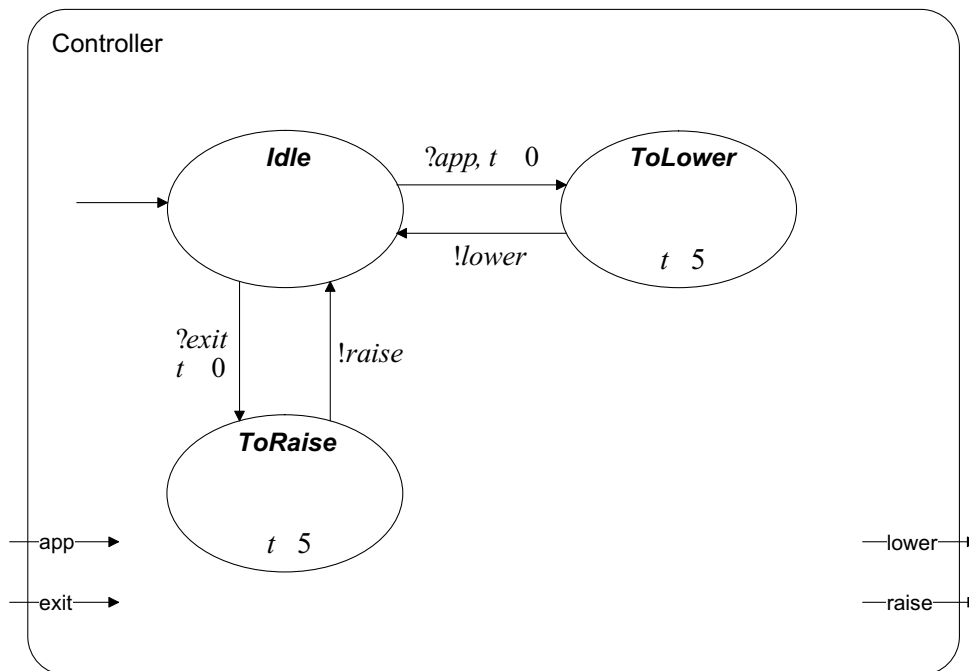 Controller
Idle
?app, t 0
ToLower
!lower
t 5
?exit
t 0
!raise
ToRaise
t 5
app
lower
exit
raise